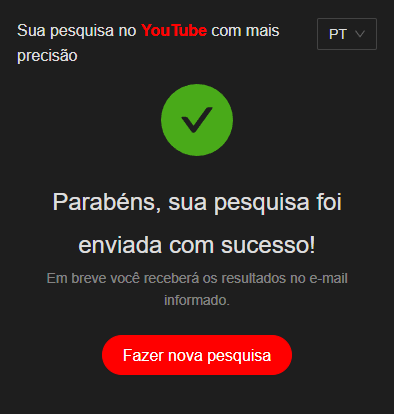 Sua pesquisa no YouTube com mais
precisão
PT
Parabéns, sua pesquisa foi
enviada com sucesso!
Em breve você receberá os resultados no e-mail
informado.
Fazer nova pesquisa